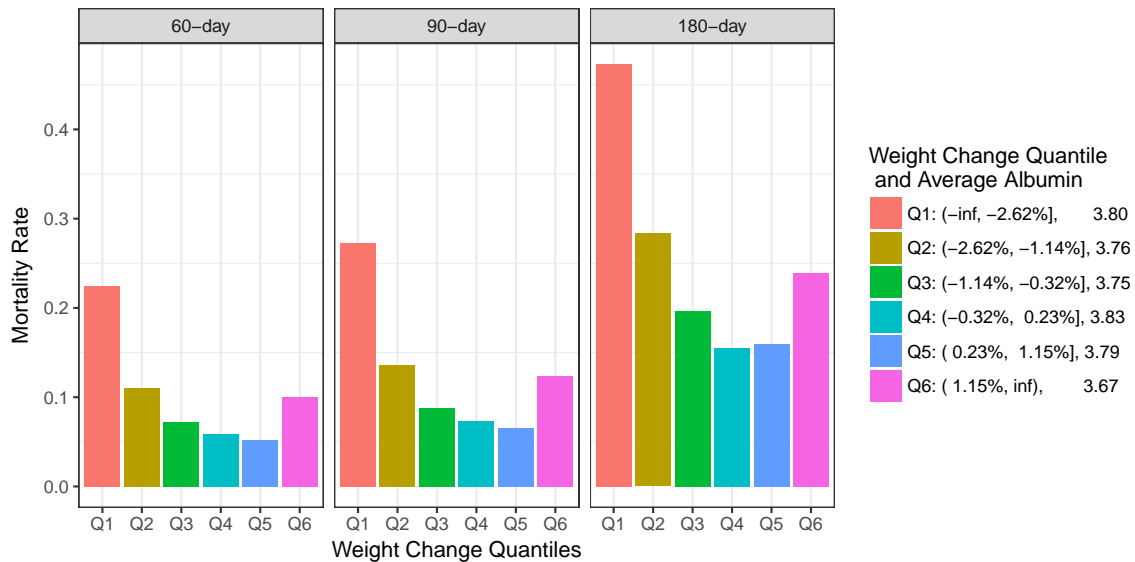 60−day 90−day 180−day
Mortality Rate
0.4
0.3
0.2
0.1
0.0
Q1 Q2 Q3 Q4 Q5 Q6 Q1 Q2 Q3 Q4 Q5 Q6 Q1 Q2 Q3 Q4 Q5 Q6
Weight Change Quantiles
Weight Change Quantile
and Average Albumin
Q1: (−inf, −2.62%], 3.80
Q2: (−2.62%, −1.14%], 3.76
Q3: (−1.14%, −0.32%], 3.75
Q4: (−0.32%, 0.23%], 3.83
Q5: ( 0.23%, 1.15%], 3.79
Q6: ( 1.15%, inf), 3.67